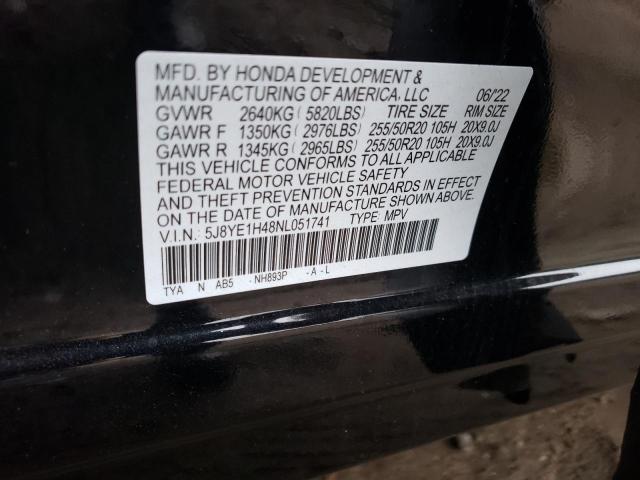 MFD. BY HONDA DEVELOPMENT &
MANUFACTURING OF AMERICA, LLC 06/'22
GVWR 2640KG ( 5820LBS) TIRE SIZE RIM SIZE
GAWR F 1350KG ( 2976LBS) 255/50R20 105H 20X9.0J
GAWR R 1345KG ( 2965LBS) 255/50R20 105H 20X9.0J
THIS VEHICLE CONFORMS TO ALL APPLICABLE
FEDERAL MOTOR VEHICLE SAFETY
AND THEFT PREVENTION STANDARDS IN EFFECT
ON THE DATE OF MANUFACTURE SHOWN ABOVE.
V.I.N.: 5J8YE1H48NL051741 TYPE: MPV
TYA N AB5 ·NH893P ·A-L